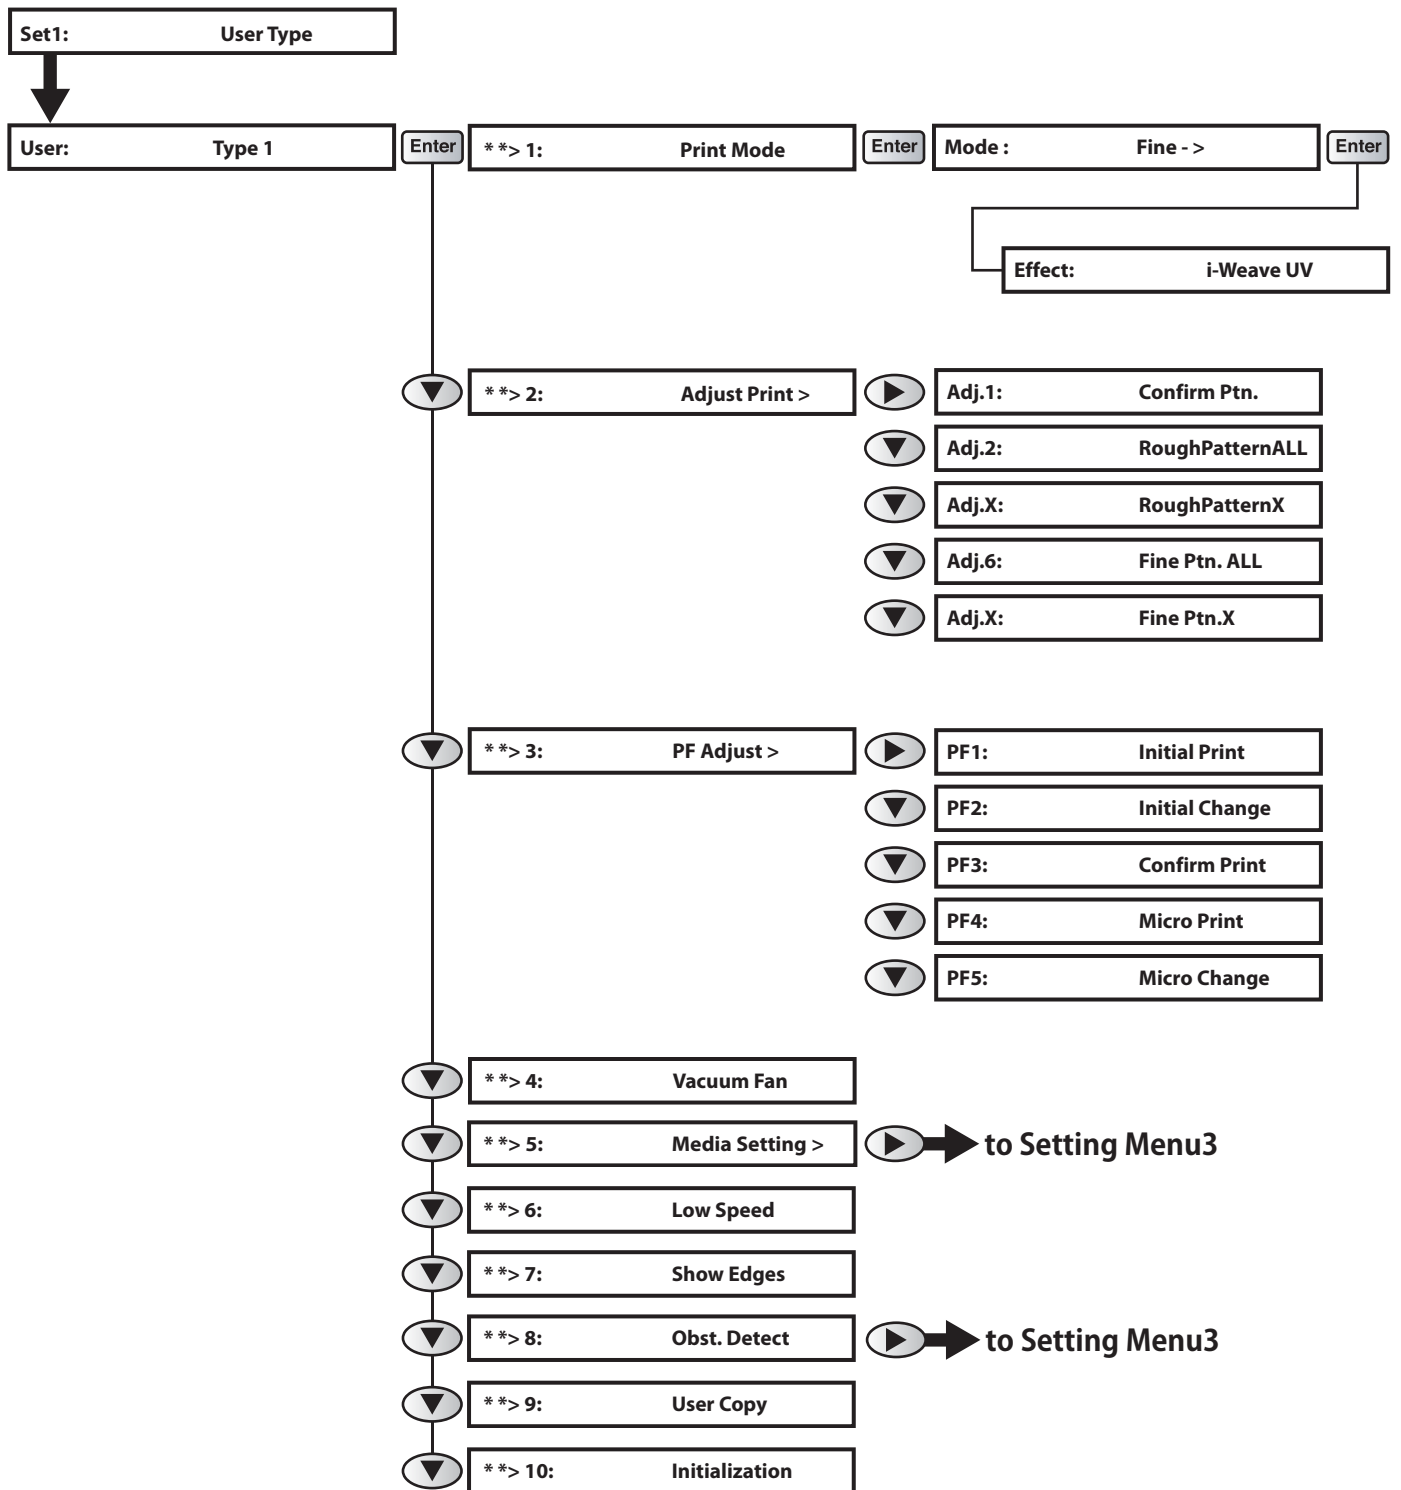 Set1: User Type
User: Type 1 Enter * *> 1: Print Mode Enter Mode : Fine - > Enter
Effect: i-Weave UV
* *> 2: Adjust Print > Adj.1: Confirm Ptn.
Adj.2: RoughPatternALL
Adj.X: RoughPatternX
Adj.6: Fine Ptn. ALL
Adj.X: Fine Ptn.X
* *> 3: PF Adjust > PF1: Initial Print
PF2: Initial Change
PF3: Confirm Print
PF4: Micro Print
PF5: Micro Change
* *> 4: Vacuum Fan
* *> 5: Media Setting > to Setting Menu3
* *> 6: Low Speed
* *> 7: Show Edges
* *> 8: Obst. Detect to Setting Menu3
* *> 9: User Copy
* *> 10: Initialization